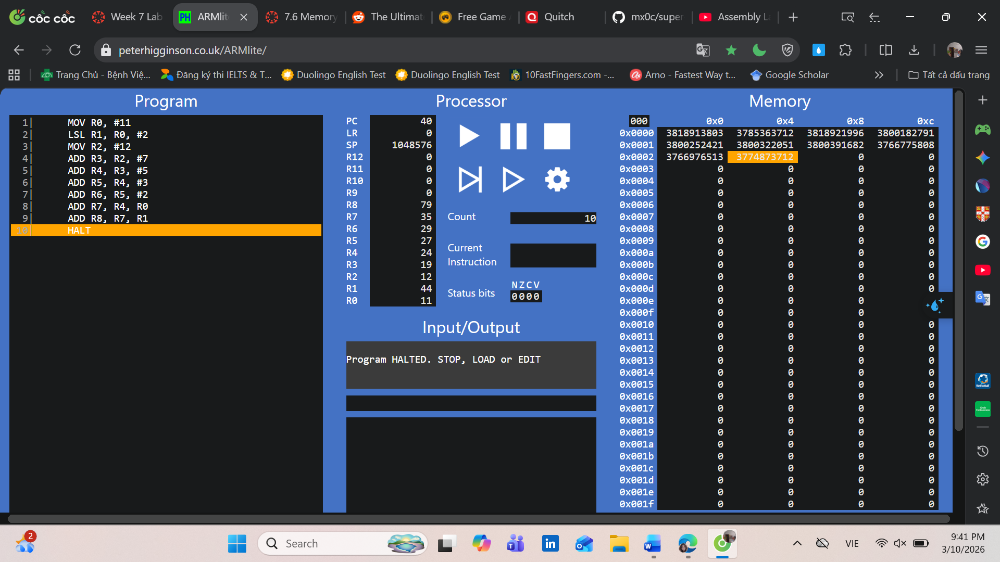 cốc cốc
Week 7 Lab
PH
ARMlit
7.6 Memory
The Ultimat
Free Game
Quitch
mx0c/super
Assembly La
peterhigginson.co.uk/ARMlite/
Trang Chủ - Bệnh Việ...
Đăng ký thi IELTS & T...
Duolingo English Test
Duolingo English Test
10FastFingers.com -...
Arno - Fastest Way t...
Google Scholar
Tất cả dấu trang
Program
1| MOV R0, #11
2| LSL R1, R0, #2
3| MOV R2, #12
4| ADD R3, R2, #7
5| ADD R4, R3, #5
6| ADD R5, R4, #3
7| ADD R6, R5, #2
8| ADD R7, R4, R0
9| ADD R8, R7, R1
10| HALT
Processor
PC 40
LR 0
SP 1048576
R12 0
R11 0
R10 0
R9 0
R8 79
R7 35
R6 29
R5 27
R4 24
R3 19
R2 12
R1 44
R0 11
Count 10
Current
Instruction
NZCV
Status bits 0000
Input/Output
Program HALTED. STOP, LOAD or EDIT
Memory
000 0x0 0x4 0x8 0xc
0x0000 3818913803 3785363712 3818921996 3800182791
0x0001 3800252421 3800322051 3800391682 3766775808
0x0002 3766976513 3774873712 0 0
0x0003 0 0 0 0
0x0004 0 0 0 0
0x0005 0 0 0 0
0x0006 0 0 0 0
0x0007 0 0 0 0
0x0008 0 0 0 0
0x0009 0 0 0 0
0x000a 0 0 0 0
0x000b 0 0 0 0
0x000c 0 0 0 0
0x000d 0 0 0 0
0x000e 0 0 0
0x000f 0 0 0
0x0010 0 0 0 0
0x0011 0 0 0 0
0x0012 0 0 0 0
0x0013 0 0 0 0
0x0014 0 0 0 0
0x0015 0 0 0 0
0x0016 0 0 0 0
0x0017 0 0 0 0
0x0018 0 0 0 0
0x0019 0 0 0 0
0x001a 0 0 0 0
0x001b 0 0 0 0
0x001c 0 0 0 0
0x001d 0 0 0 0
0x001e 0 0 0 0
0x001f 0 0 0 0
2
Search
VIE
9:41 PM
3/10/2026